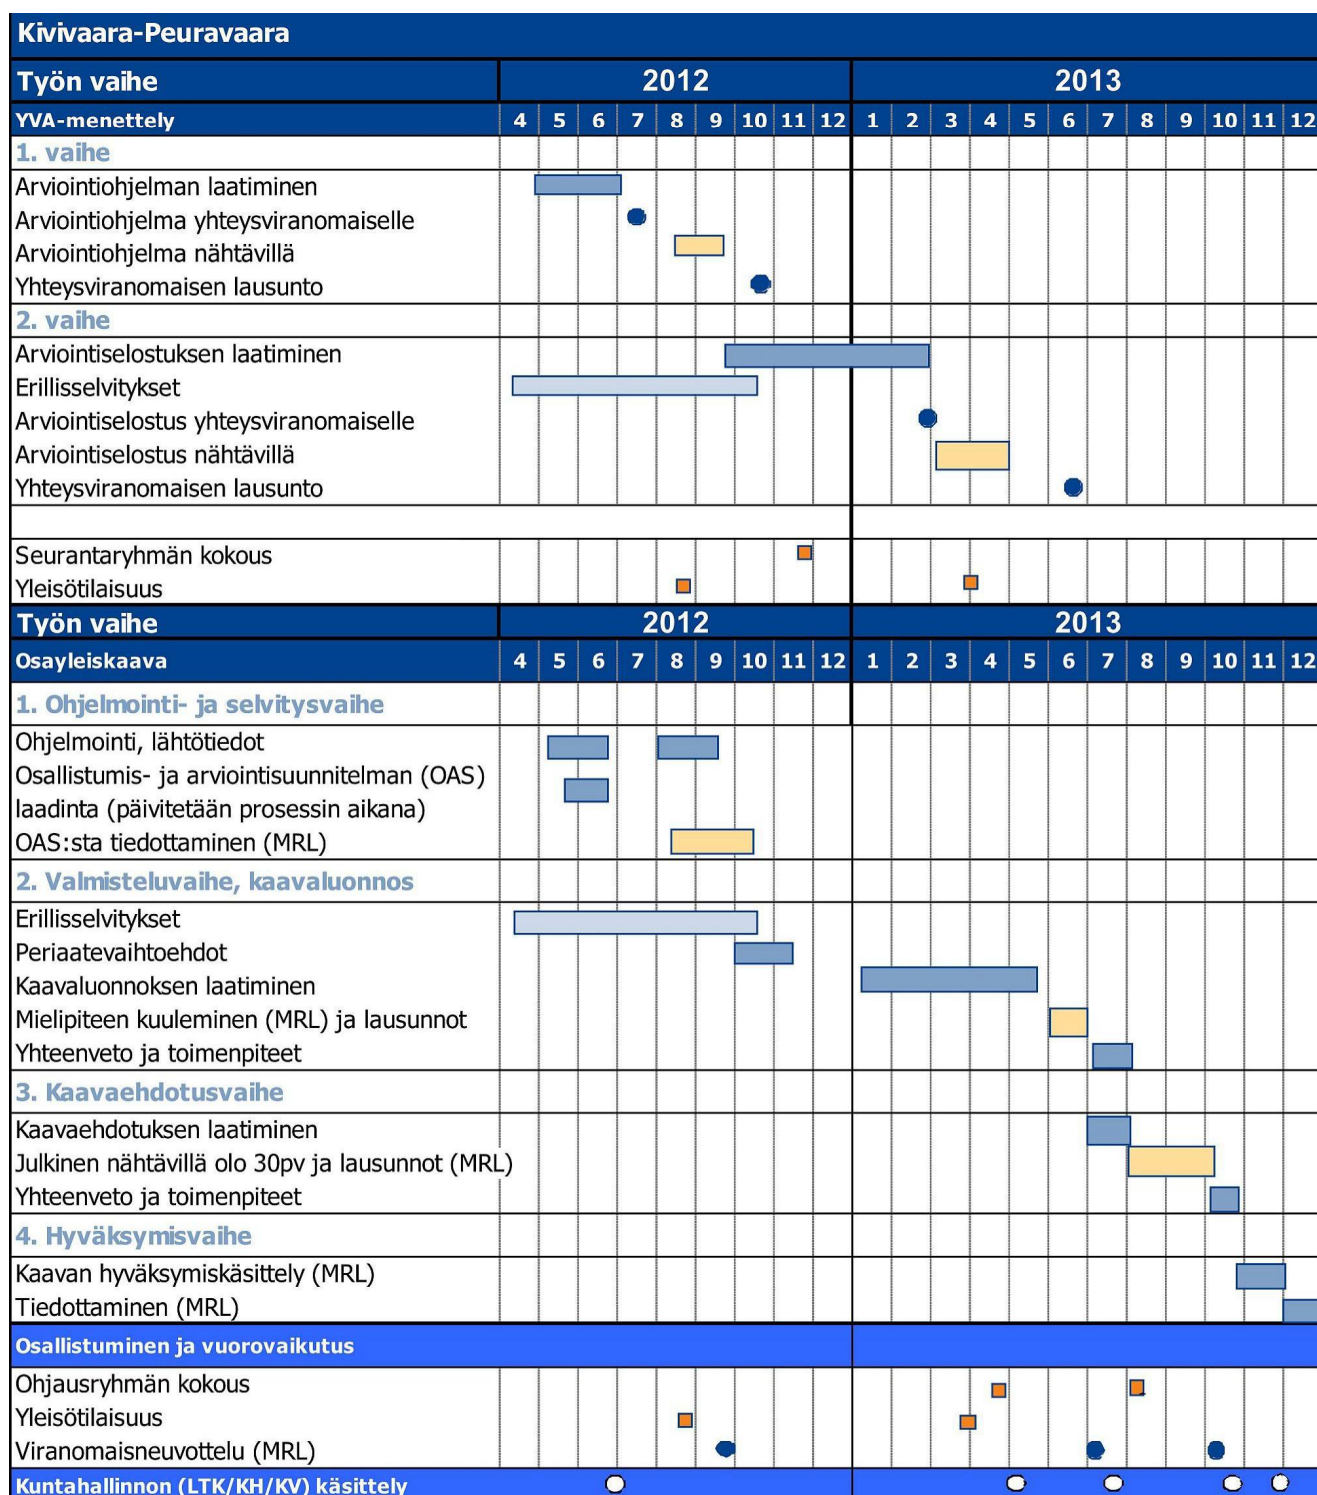 Kivivaara-Peuravaara
Työn vaihe 2012 2013
YVA-menettely 4 5 6 7 8 9 10 11 12 1 2 3 4 5 6 7 8 9 10 11 12
1. vaihe
Arviointiohjelman laatiminen
Arviointiohjelma yhteysviranomaiselle
Arviointiohjelma nähtävillä
Yhteysviranomaisen lausunto
2. vaihe
Arviointiselostuksen laatiminen
Erillisselvitykset
Arviointiselostus yhteysviranomaiselle
Arviointiselostus nähtävillä
Yhteysviranomaisen lausunto
Seurantaryhmän kokous
Yleisötilaisuus
Työn vaihe 2012 2013
Osayleiskaava 4 5 6 7 8 9 10 11 12 1 2 3 4 5 6 7 8 9 10 11 12
1. Ohjelmointi- ja selvitysvaihe
Ohjelmointi, lähtötiedot
Osallistumis- ja arviointisuunnitelman (OAS)
laadinta (päivitetään prosessin aikana)
OAS:sta tiedottaminen (MRL)
2. Valmisteluvaihe, kaavaluonnos
Erillisselvitykset
Periaatevaihtoehdot
Kaavaluonnoksen laatiminen
Mielipiteen kuuleminen (MRL) ja lausunnot
Yhteenveto ja toimenpiteet
3. Kaavaehdotusvaihe
Kaavaehdotuksen laatiminen
Julkinen nähtävillä olo 30pv ja lausunnot (MRL)
Yhteenveto ja toimenpiteet
4. Hyväksymisvaihe
Kaavan hyväksymiskäsittely (MRL)
Tiedottaminen (MRL)
Osallistuminen ja vuorovaikutus
Ohjausryhmän kokous
Yleisötilaisuus
Viranomaisneuvottelu (MRL)
Kuntahallinnon (LTK/KH/KV) käsittely